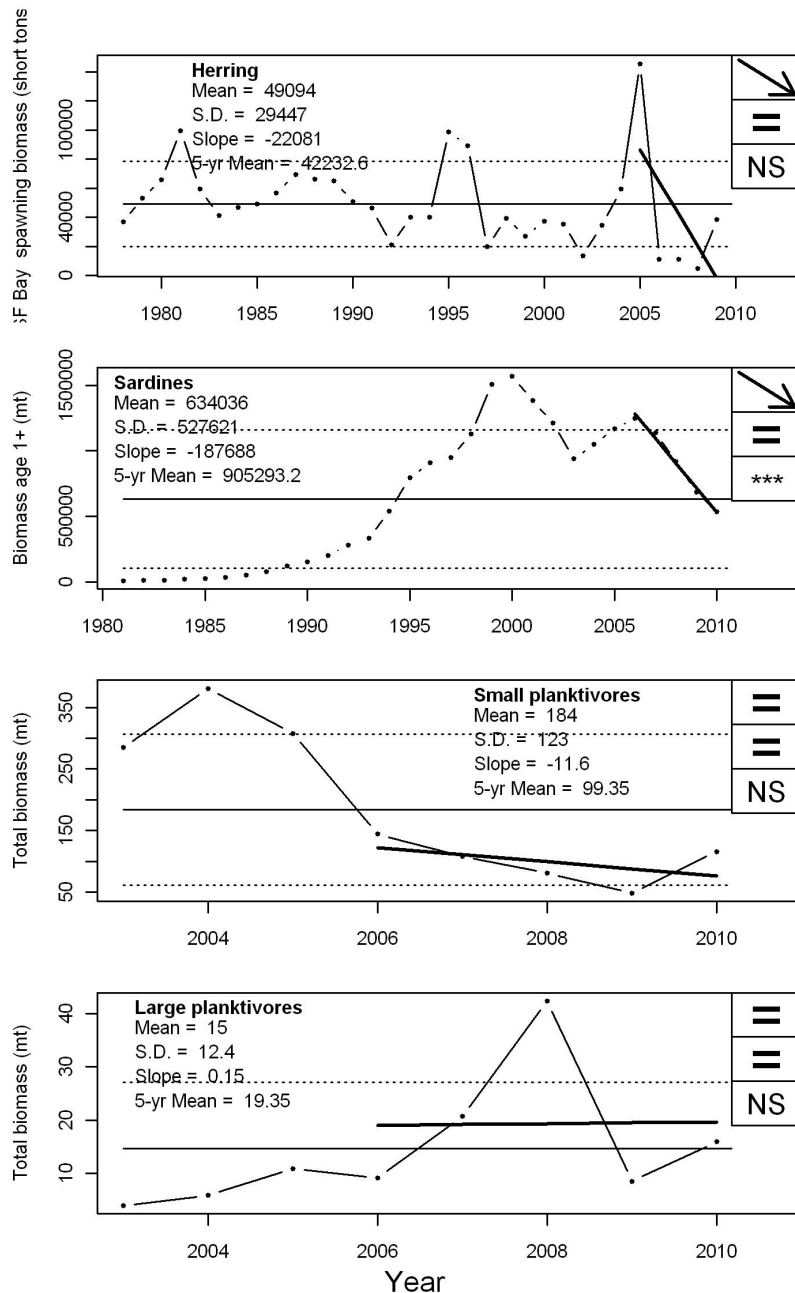 SF Bay spawning biomass (short tons
Herring
Mean = 49094
S.D. = 29447
Slope = -22081
5-yr Mean = 42232.6
NS
100000
40000
0
1980 1985 1990 1995 2000 2005 2010
Biomass age 1+ (mt)
Sardines
Mean = 634036
S.D. = 527621
Slope = -187688
5-yr Mean = 905293.2
***
1500000
500000
0
1980 1985 1990 1995 2000 2005 2010
Total biomass (mt)
Small planktivores
Mean = 184
S.D. = 123
Slope = -11.6
5-yr Mean = 99.35
NS
350
250
150
50
2004 2006 2008 2010
Total biomass (mt)
Large planktivores
Mean = 15
S.D. = 12.4
Slope = 0.15
5-yr Mean = 19.35
NS
40
30
20
10
2004 2006 2008 2010
Year